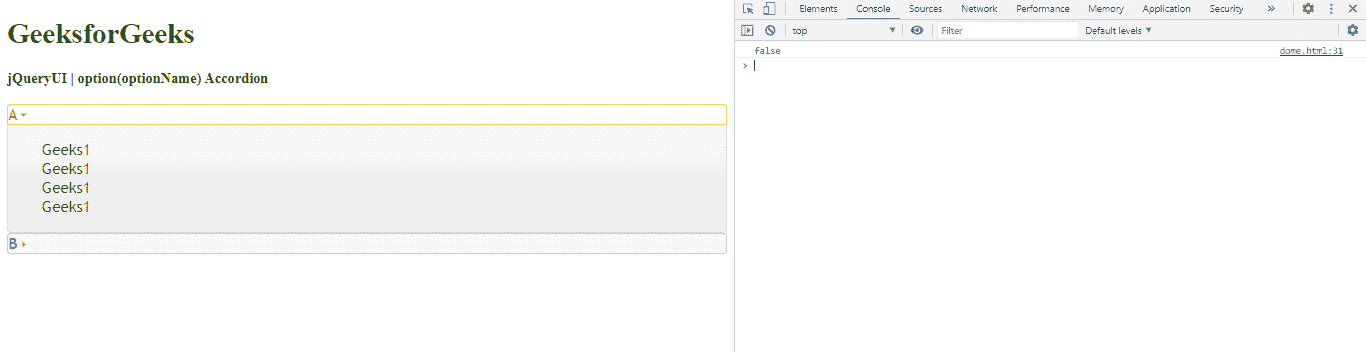 GeeksforGeeks
jQueryUI | option(optionName) Accordion
A
Geeks1
Geeks1
Geeks1
Geeks1
B
Elements Console Sources Network Performance Memory Application Security »
top Filter Default levels
false dome.html:31